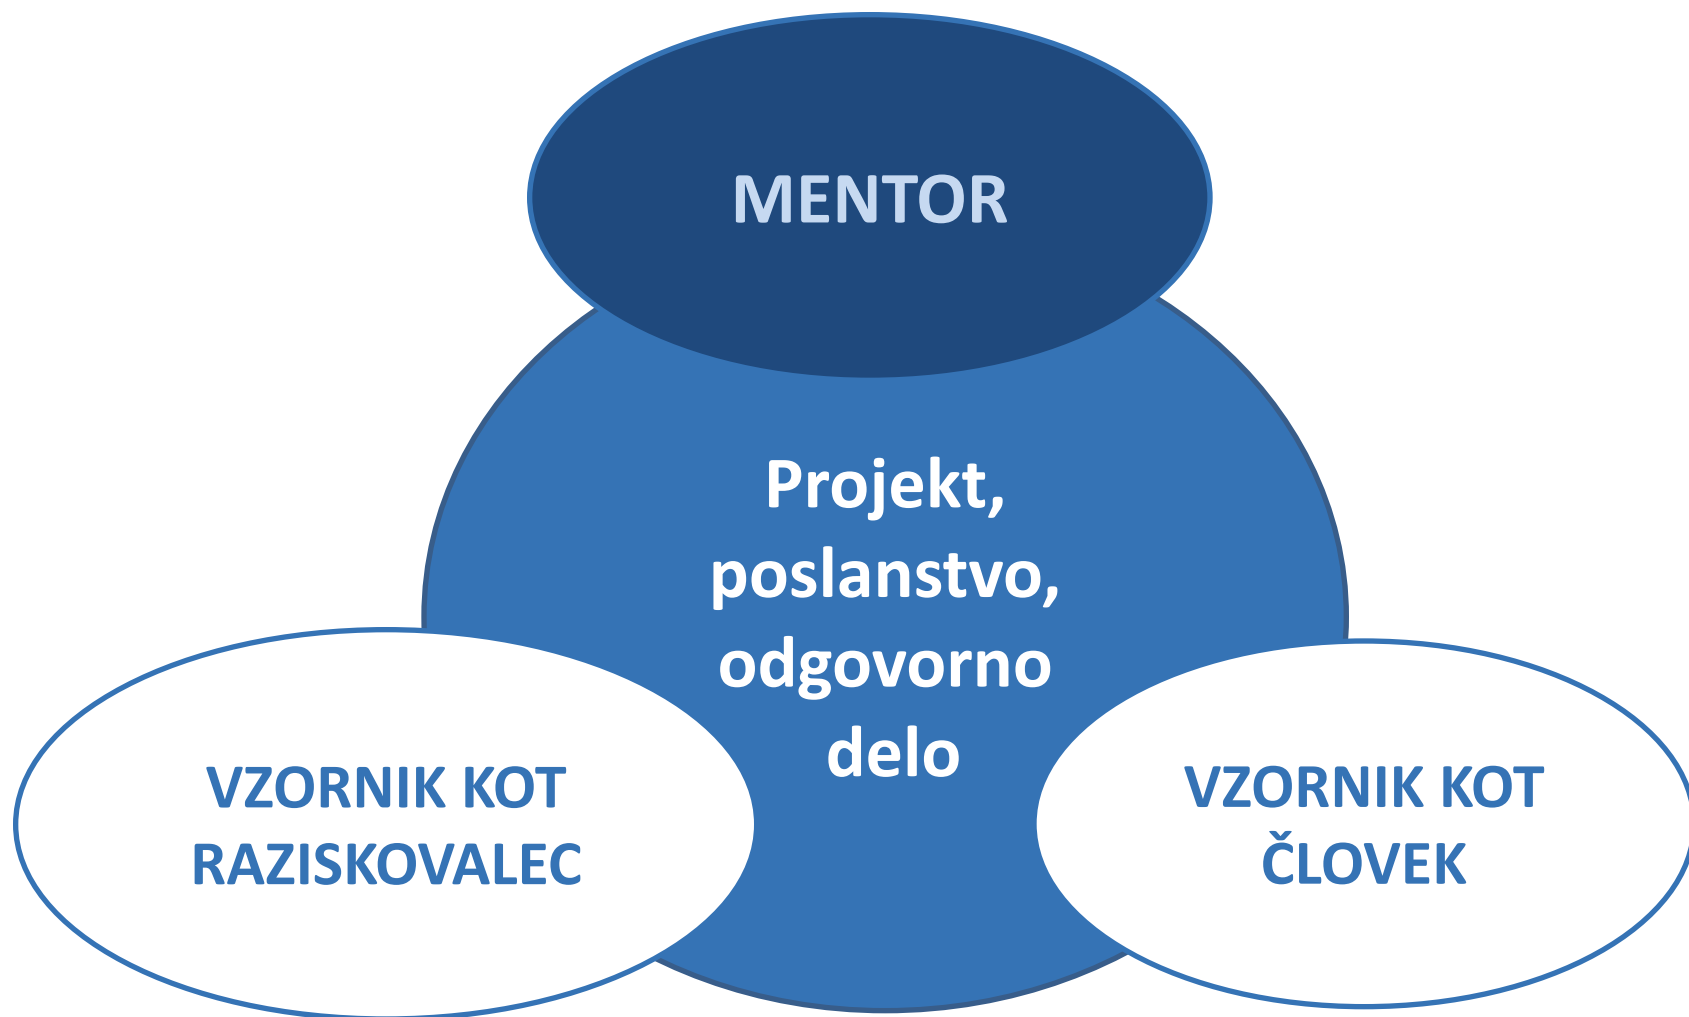 MENTOR
Projekt,
poslanstvo,
odgovorno
delo
VZORNIK KOT
RAZISKOVALEC
VZORNIK KOT
ČLOVEK